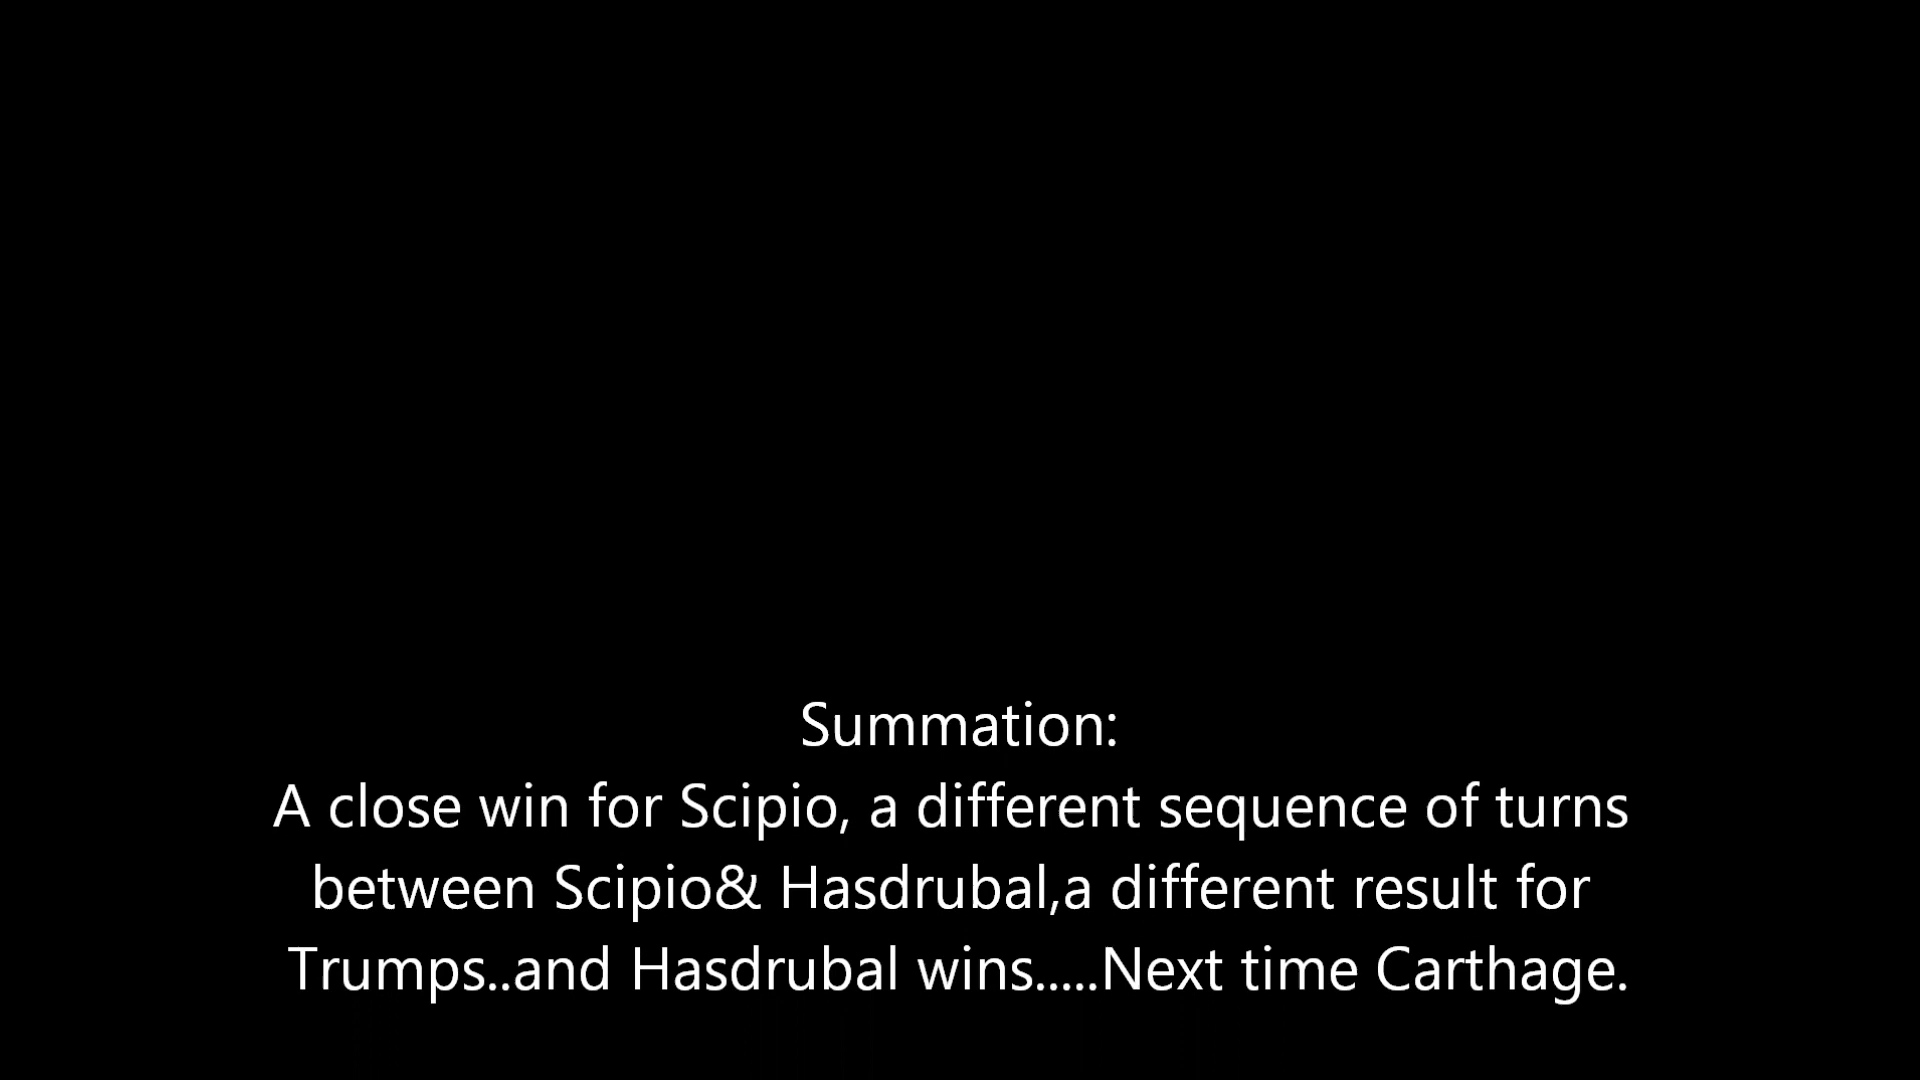 Summation:
A close win for Scipio, a different sequence of turns
between Scipio& Hasdrubal,a different result for
Trumps..and Hasdrubal wins.....Next time Carthage.